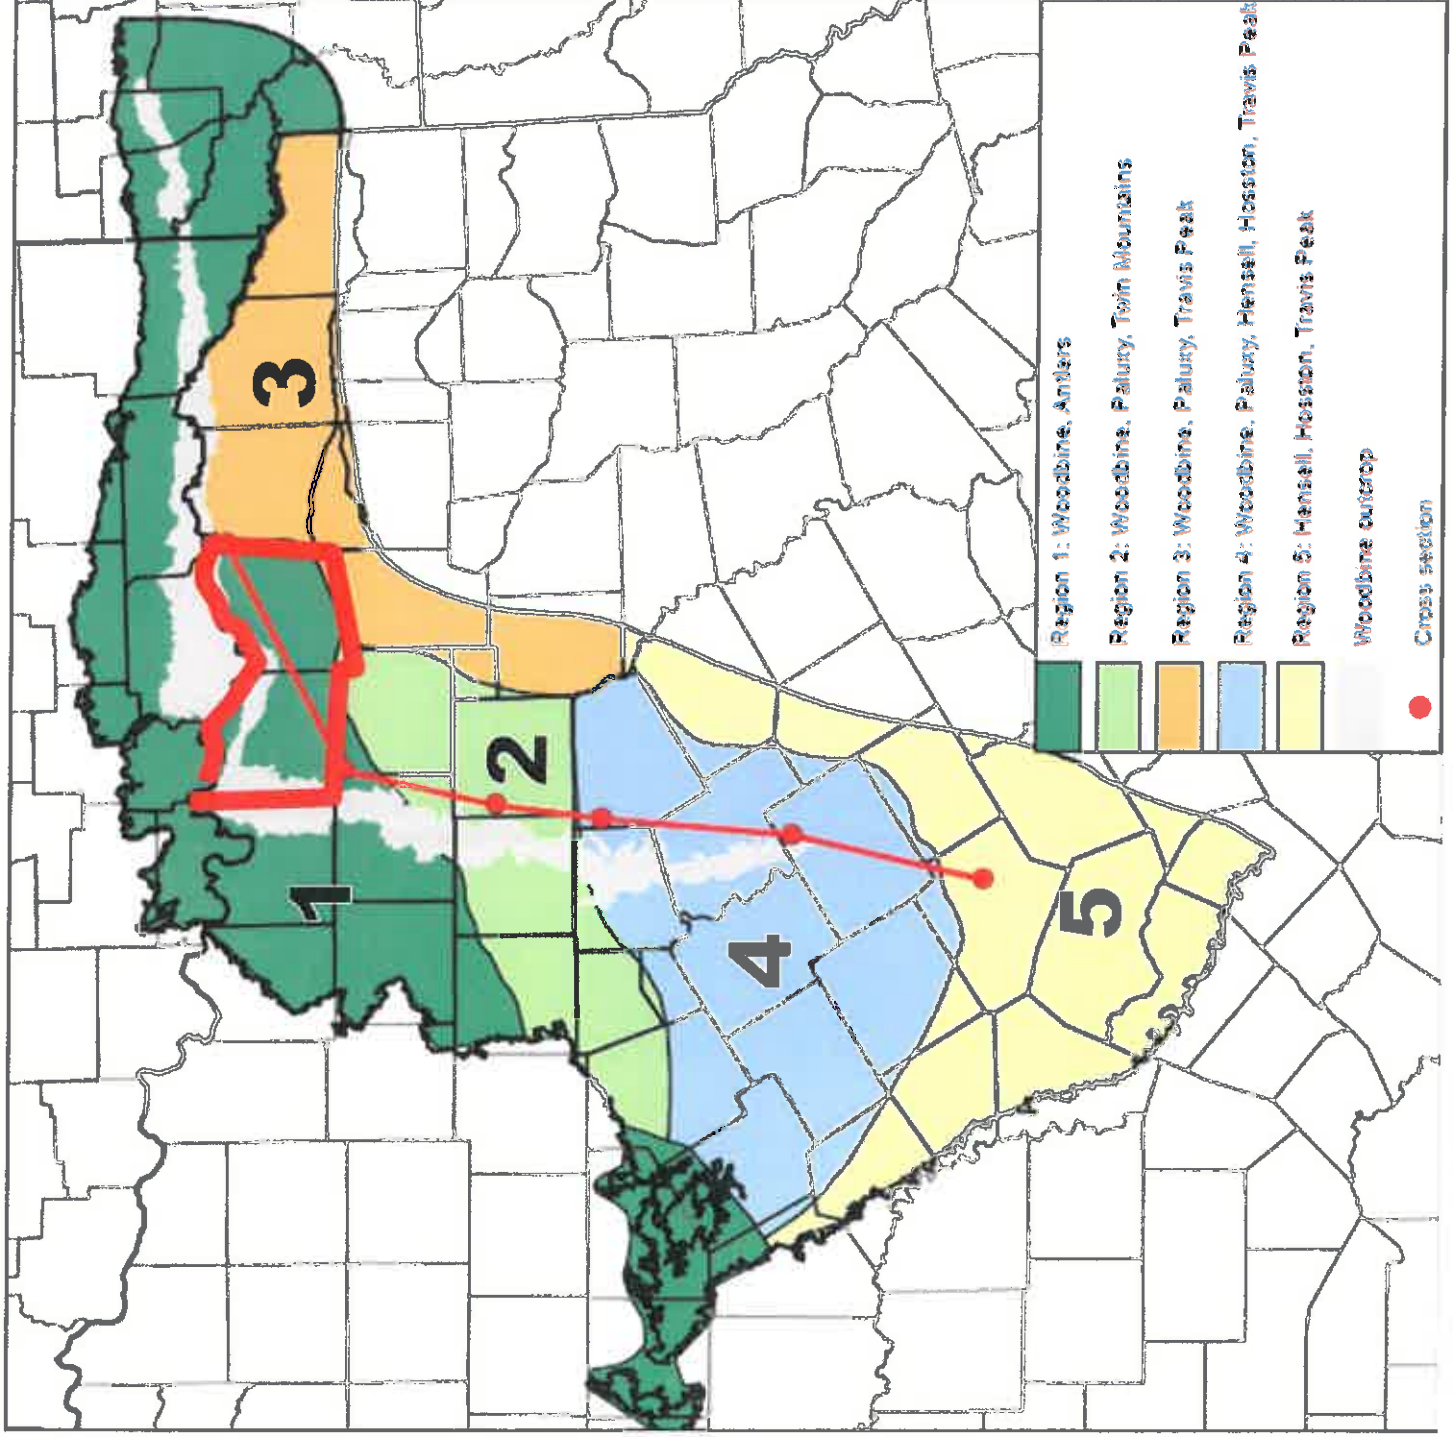 3
1
2
4
5
Region 1: Woodbine, Antlers
Region 2: Woodbine, Paluxy, Twin Mountains
Region 3: Woodbine, Paluxy, Travis Peak
Region 4: Woodbine, Paluxy, Hensell, Hosston, Travis Peak
Region 5: Hensell, Hosston, Travis Peak
Woodbine outcrop
Cross section